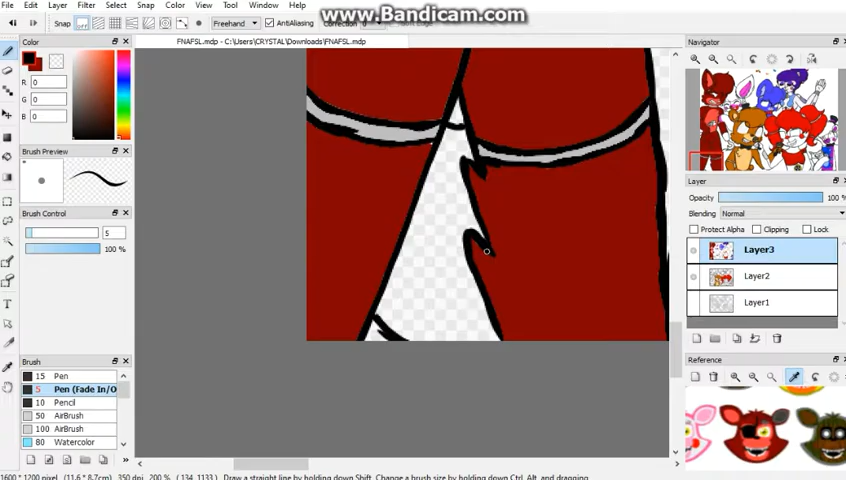 File Edit Layer Filter Select Snap Color View Tool Window Help
www.Bandicam.com
Snap
Freehand
AntiAliasing
Correction 0
FNAFSL.mdp - C:\Users\CRYSTAL\Downloads\FNAFSL.mdp
Color
R 0
G 0
B 0
Brush Preview
Brush Control
5
100 %
Brush
15 Pen
5 Pen (Fade In/O
10 Pencil
50 AirBrush
100 AirBrush
80 Watercolor
Navigator
Layer
Opacity 100 %
Blending Normal
Protect Alpha Clipping Lock
Layer3
Layer2
Layer1
Reference
1600 * 1200 pixel (11.6 * 8.7cm) 350 dpi 200 % ( 134, 1133) Draw a straight line by holding down Shift, Change a brush size by holding down Ctrl, Alt, and dragging